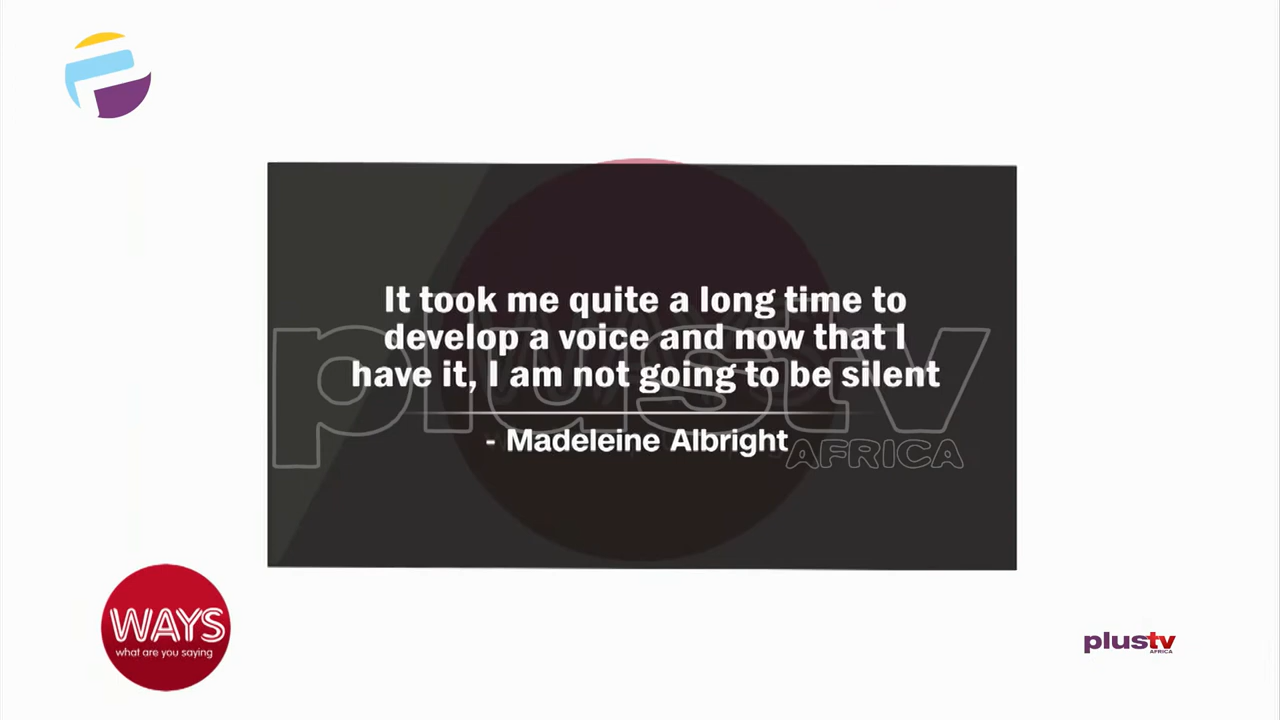 It took me quite a long time to
develop a voice and now that I
have it, I am not going to be silent
- Madeleine Albright
plustv
AFRICA
WAYS
what are you saying
plustv
AFRICA